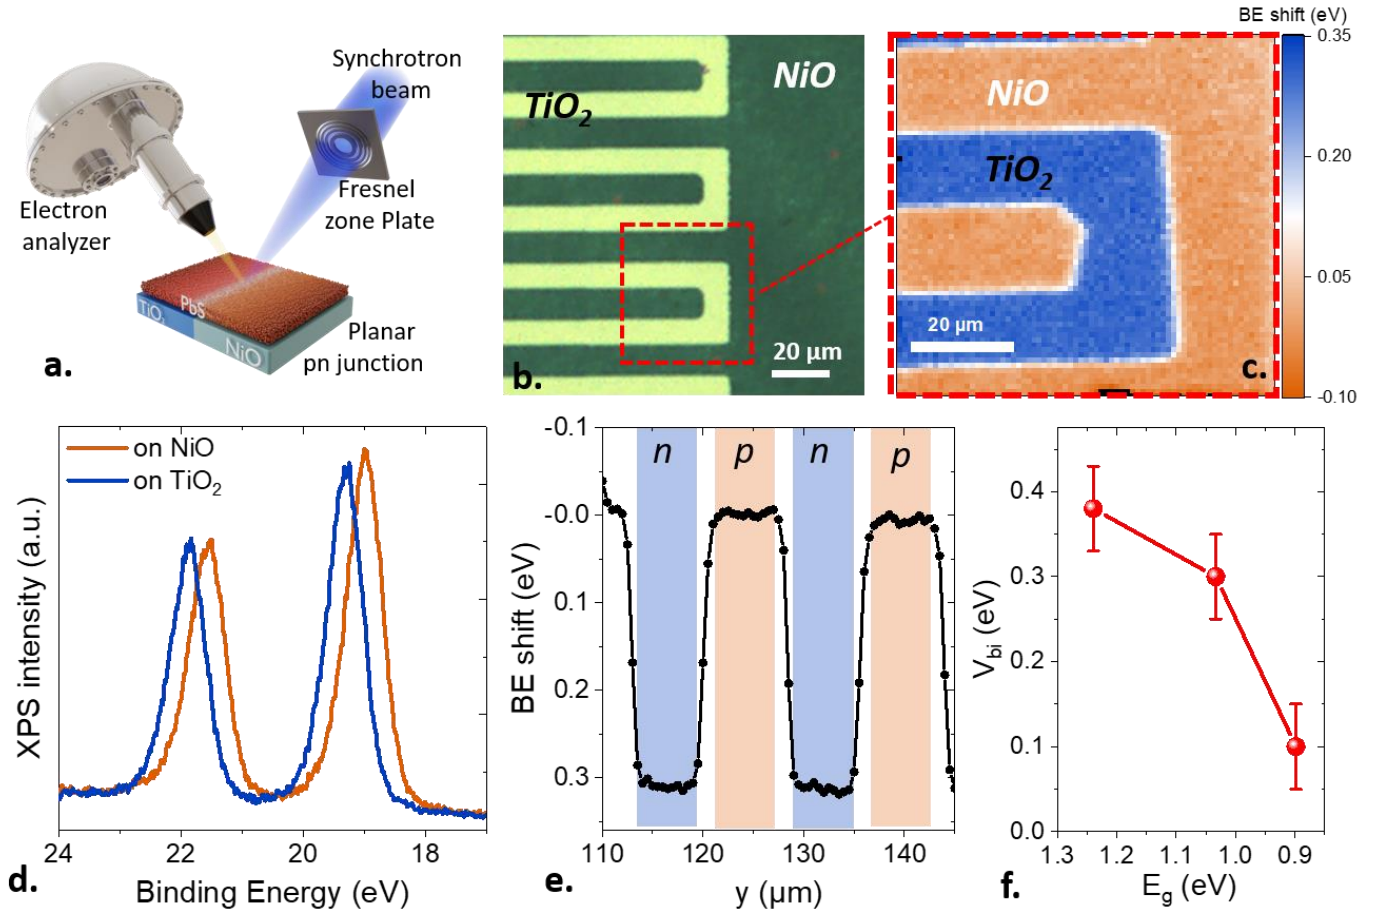 Synchrotron
beam
Fresnel
zone Plate
Electron
analyzer
TiO₂
PbS
NiO
Planar
pn junction
a.
TiO₂
NiO
20 µm
b.
BE shift (eV)
NiO
TiO₂
20 µm
c.
0.35
0.20
0.05
-0.10
on NiO
on TiO₂
XPS intensity (a.u.)
24 22 20 18
Binding Energy (eV)
d.
n p n p
-0.1
-0.0
0.1
0.2
0.3
BE shift (eV)
110 120 130 140
y (µm)
e.
0.4
0.3
0.2
0.1
0.0
V_bi (eV)
1.3 1.2 1.1 1.0 0.9
E_g (eV)
f.